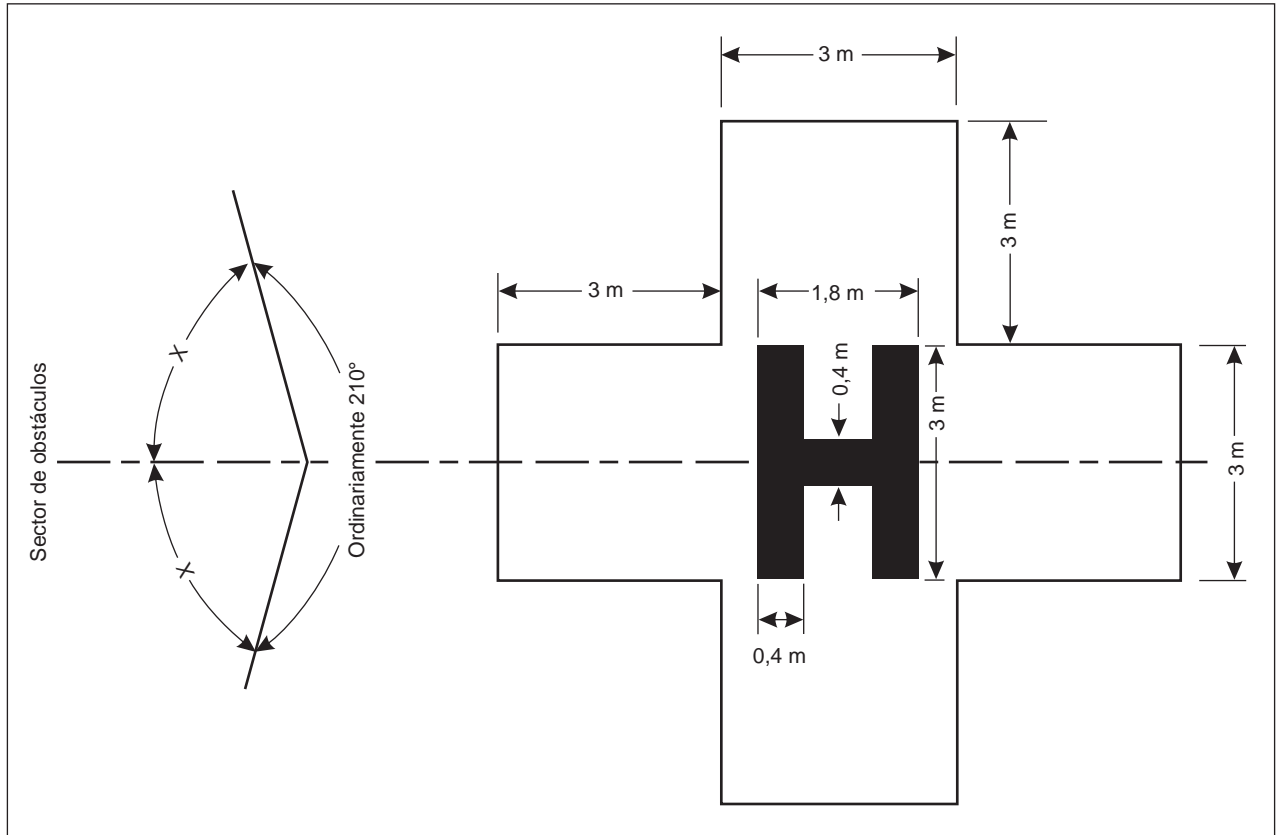 3 m
3 m
3 m
1,8 m
0,4 m
3 m
3 m
0,4 m
X
X
Sector de obstáculos
Ordinariamente 210°
H